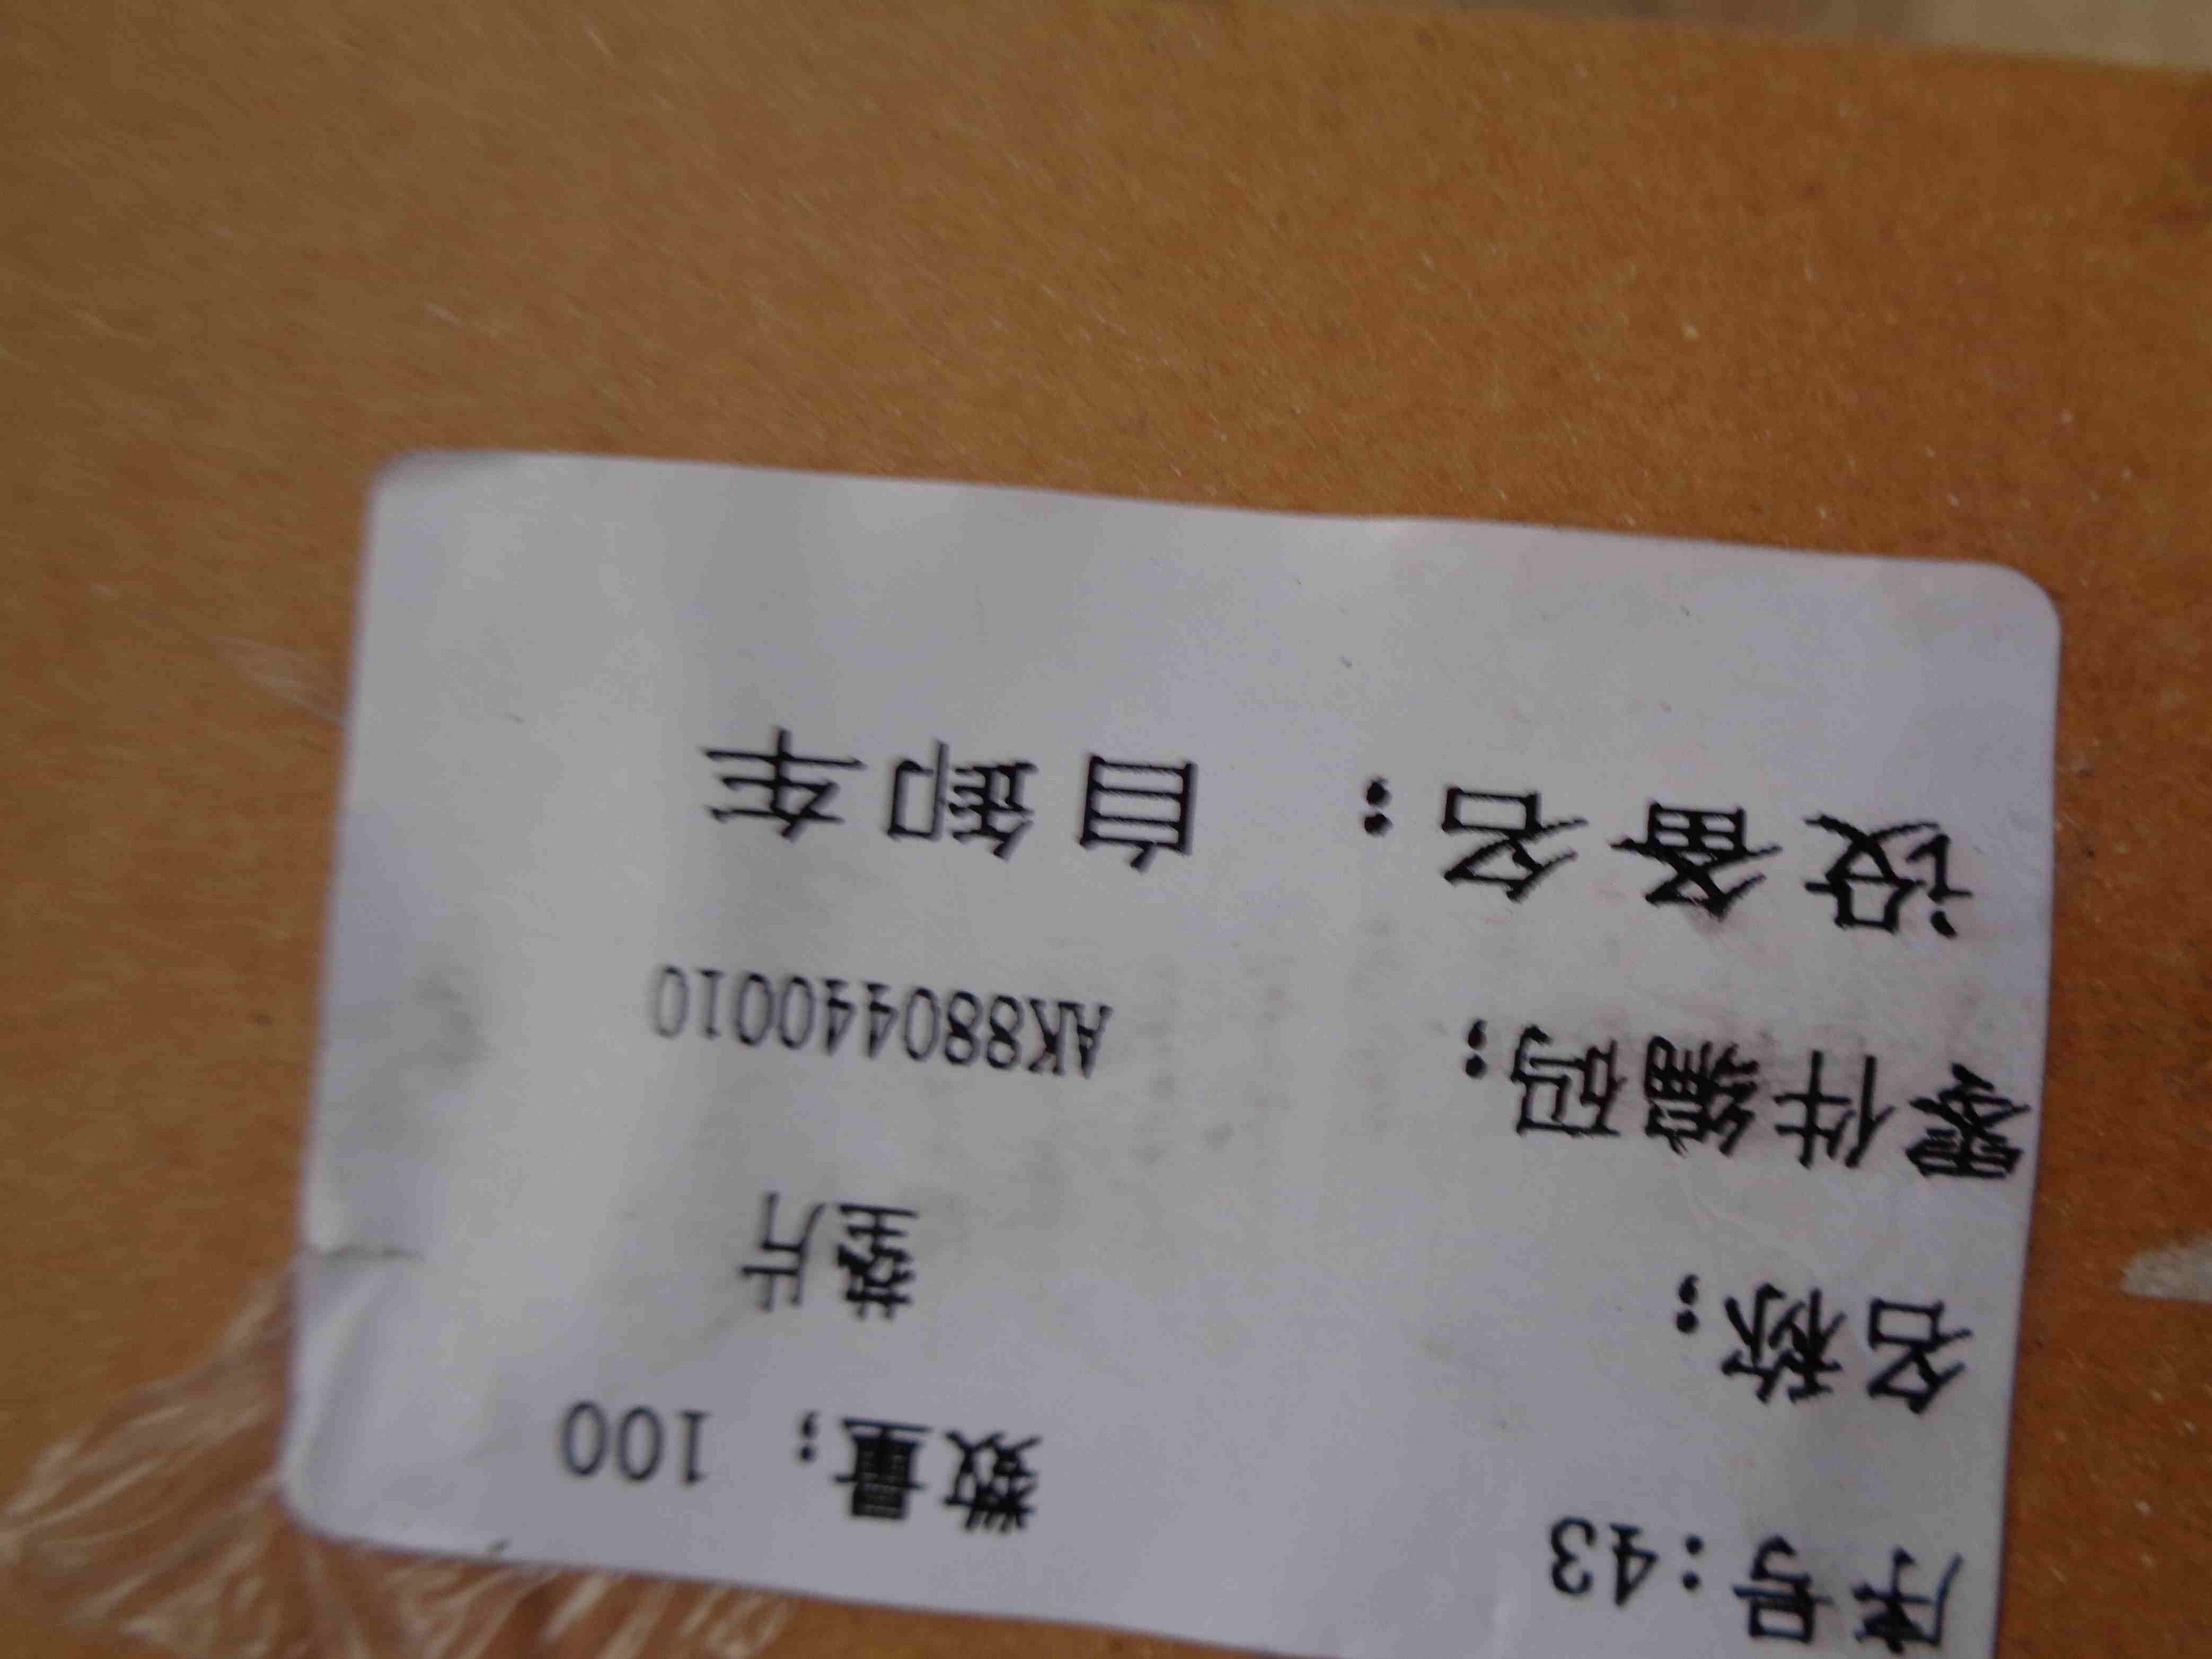 序号:43 数量: 100
名称: 垫片
零件编码: AK880440010
设备名: 自卸车